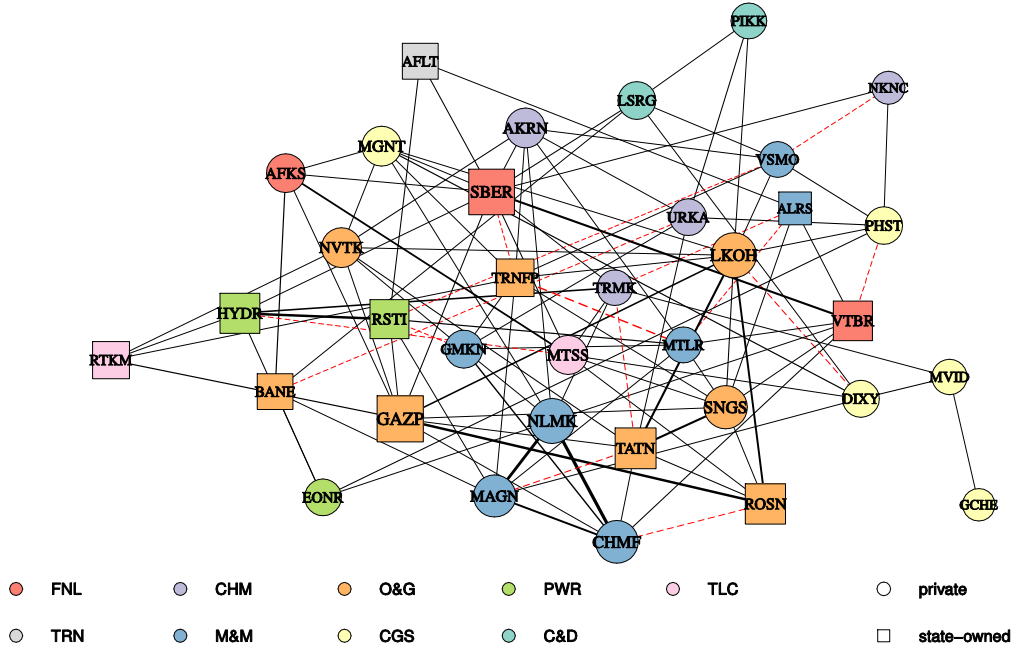 PIKK
AFLT
NKNC
LSRG
AKRN
MGNT
VSMO
AFKS
SBER
ALRS
URKA
PHST
NVTK
LKOH
TRNFP
TRMK
HYDR
RSTI
VTBR
GMKN
MTSS
MTLR
RTKM
MVID
BANE
DIXY
GAZP
NLMK
SNGS
TATN
EONR
MAGN
ROSN
GCHE
CHMF
FNL CHM O&G PWR TLC private
TRN M&M CGS C&D state-owned